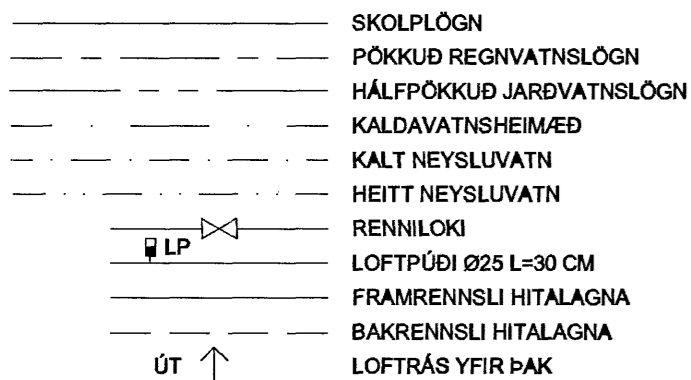 SKOLPLÖGN
PÖKKUÐ REGNVATNSLÖGN
HÁLFPÖKKUÐ JARÐVATNSLÖGN
KALDAVATNSHEIMÆÐ
KALT NEYSLUVATN
HEITT NEYSLUVATN
RENNILOKI
LP LOFTPÚÐI Ø25 L=30 CM
FRAMRENNSLI HITALAGNA
BAKRENNSLI HITALAGNA
ÚT LOFTRÁS YFIR ÞAK